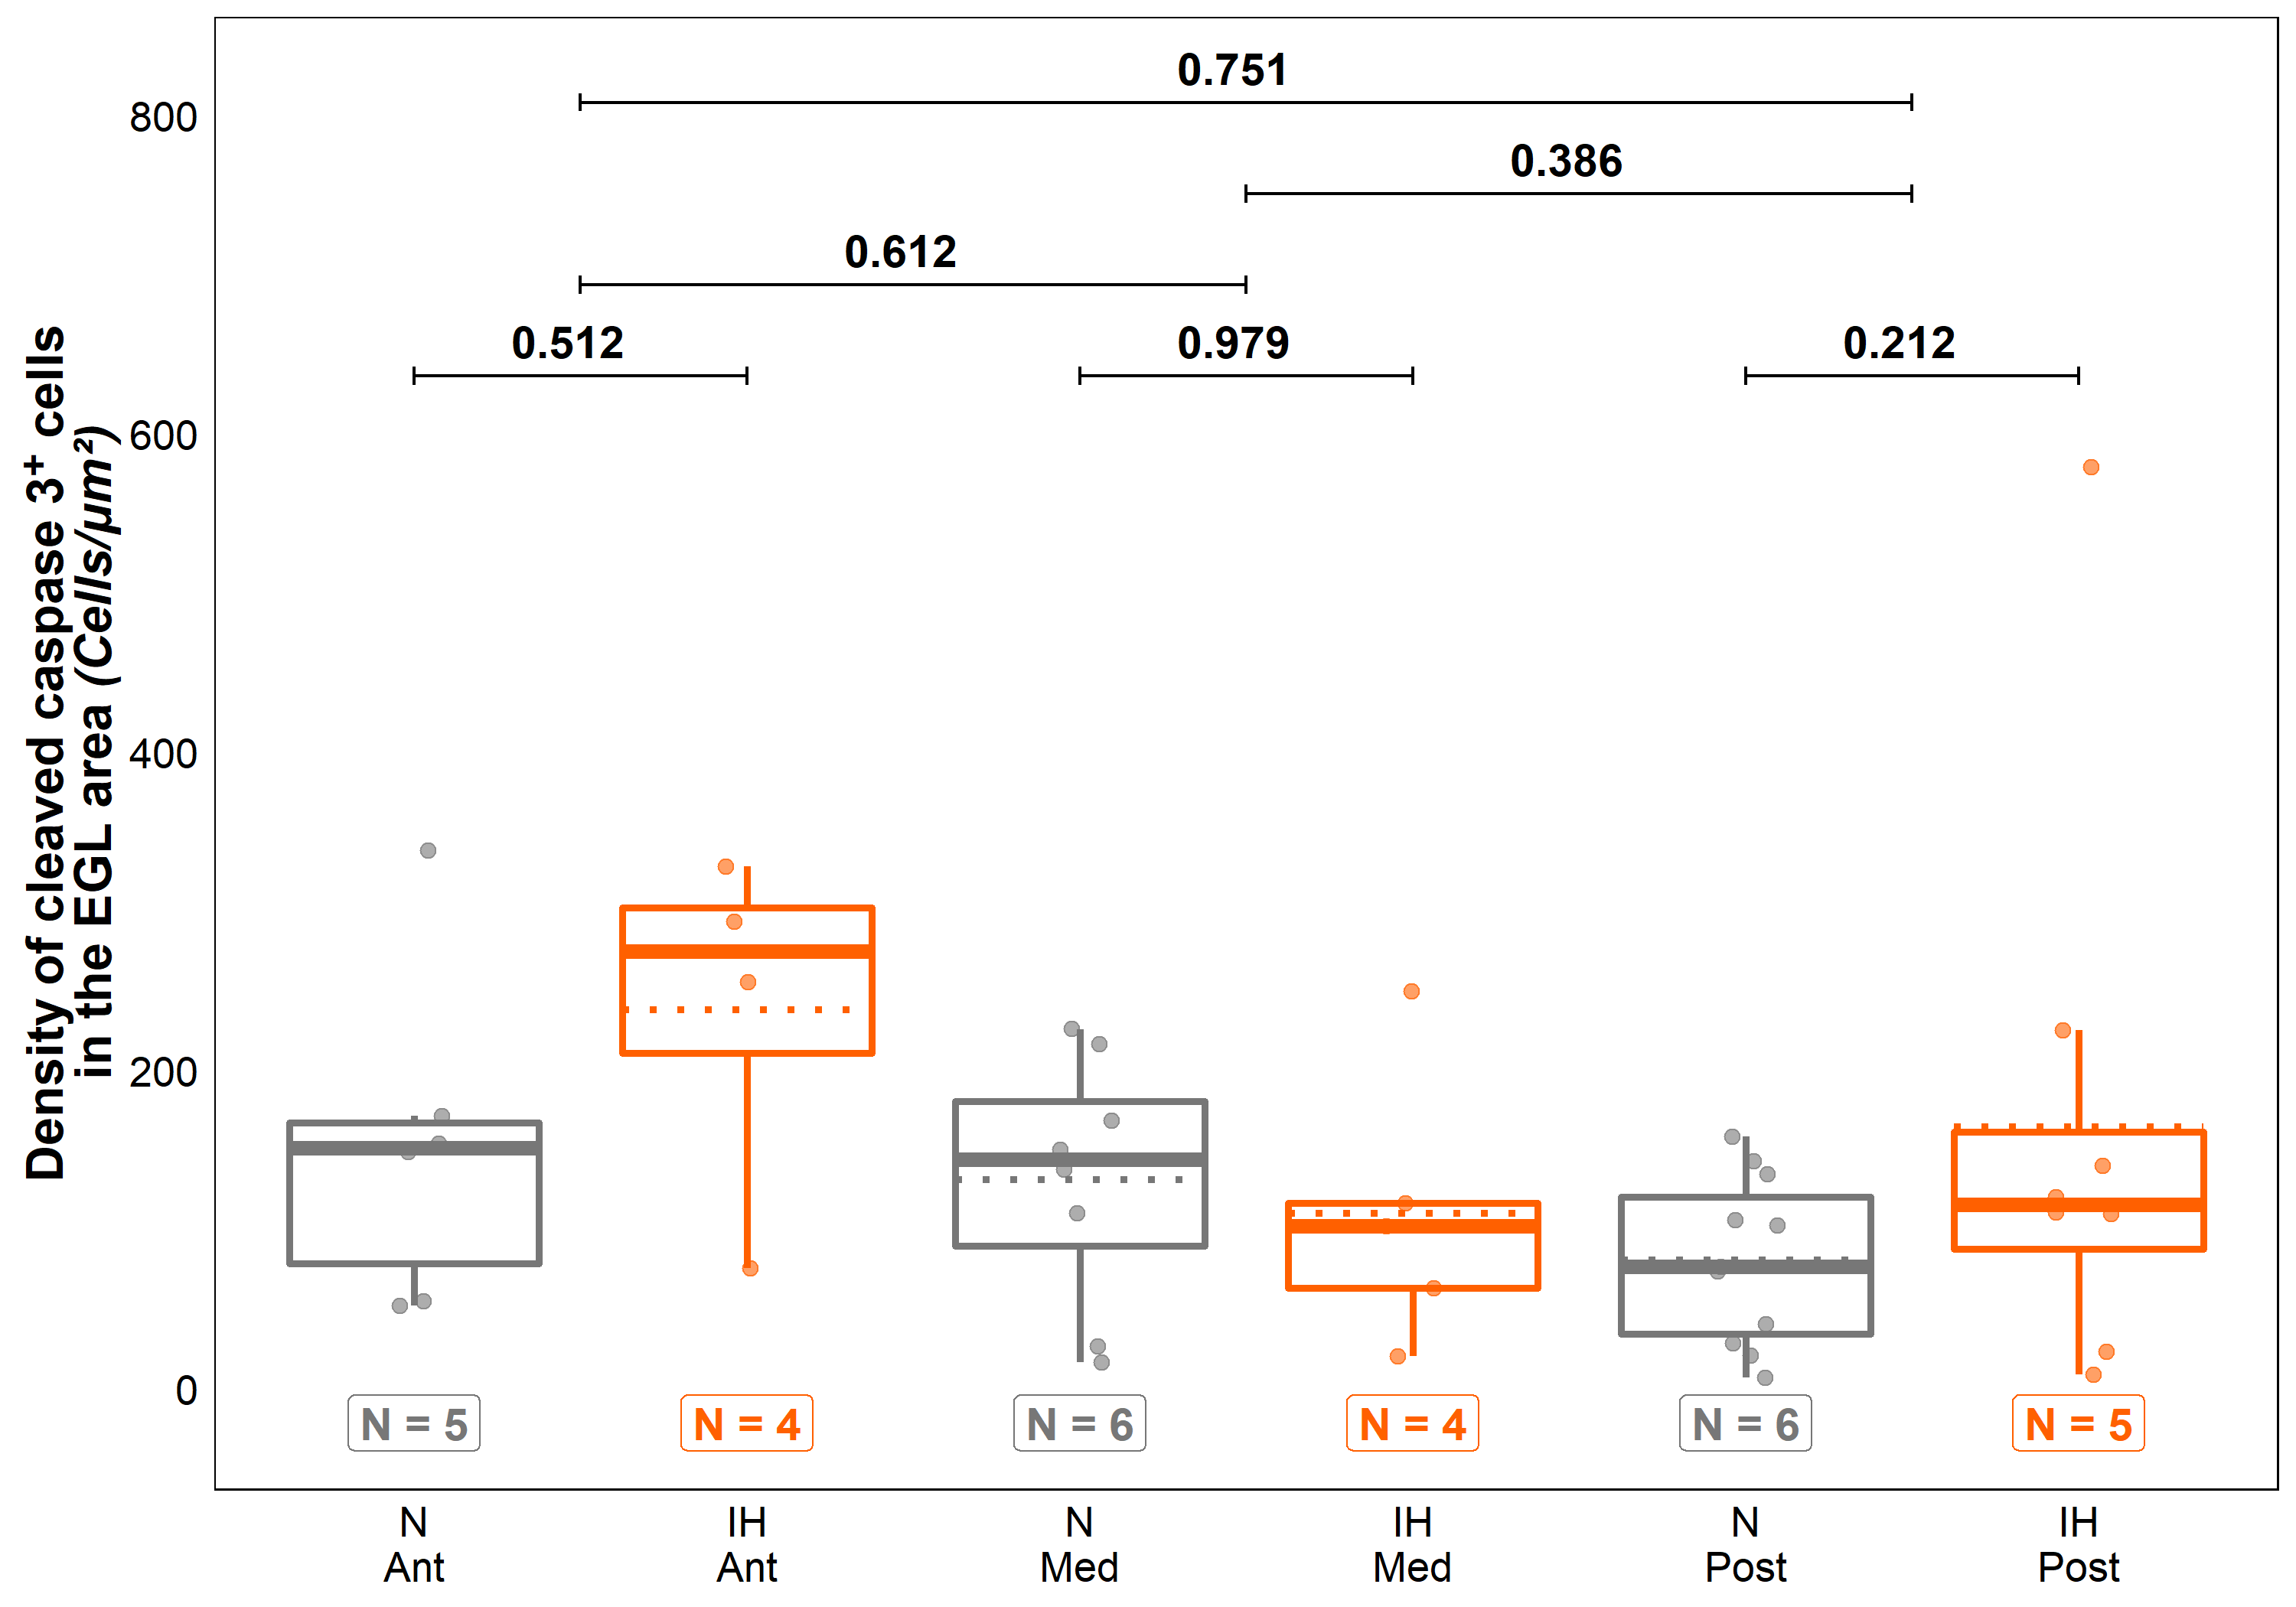 Density of cleaved caspase 3⁺ cells
in the EGL area (Cells/µm²)
800
600
400
200
0
0.751
0.386
0.612
0.512
0.979
0.212
N = 5
N = 4
N = 6
N = 4
N = 6
N = 5
N
Ant
IH
Ant
N
Med
IH
Med
N
Post
IH
Post